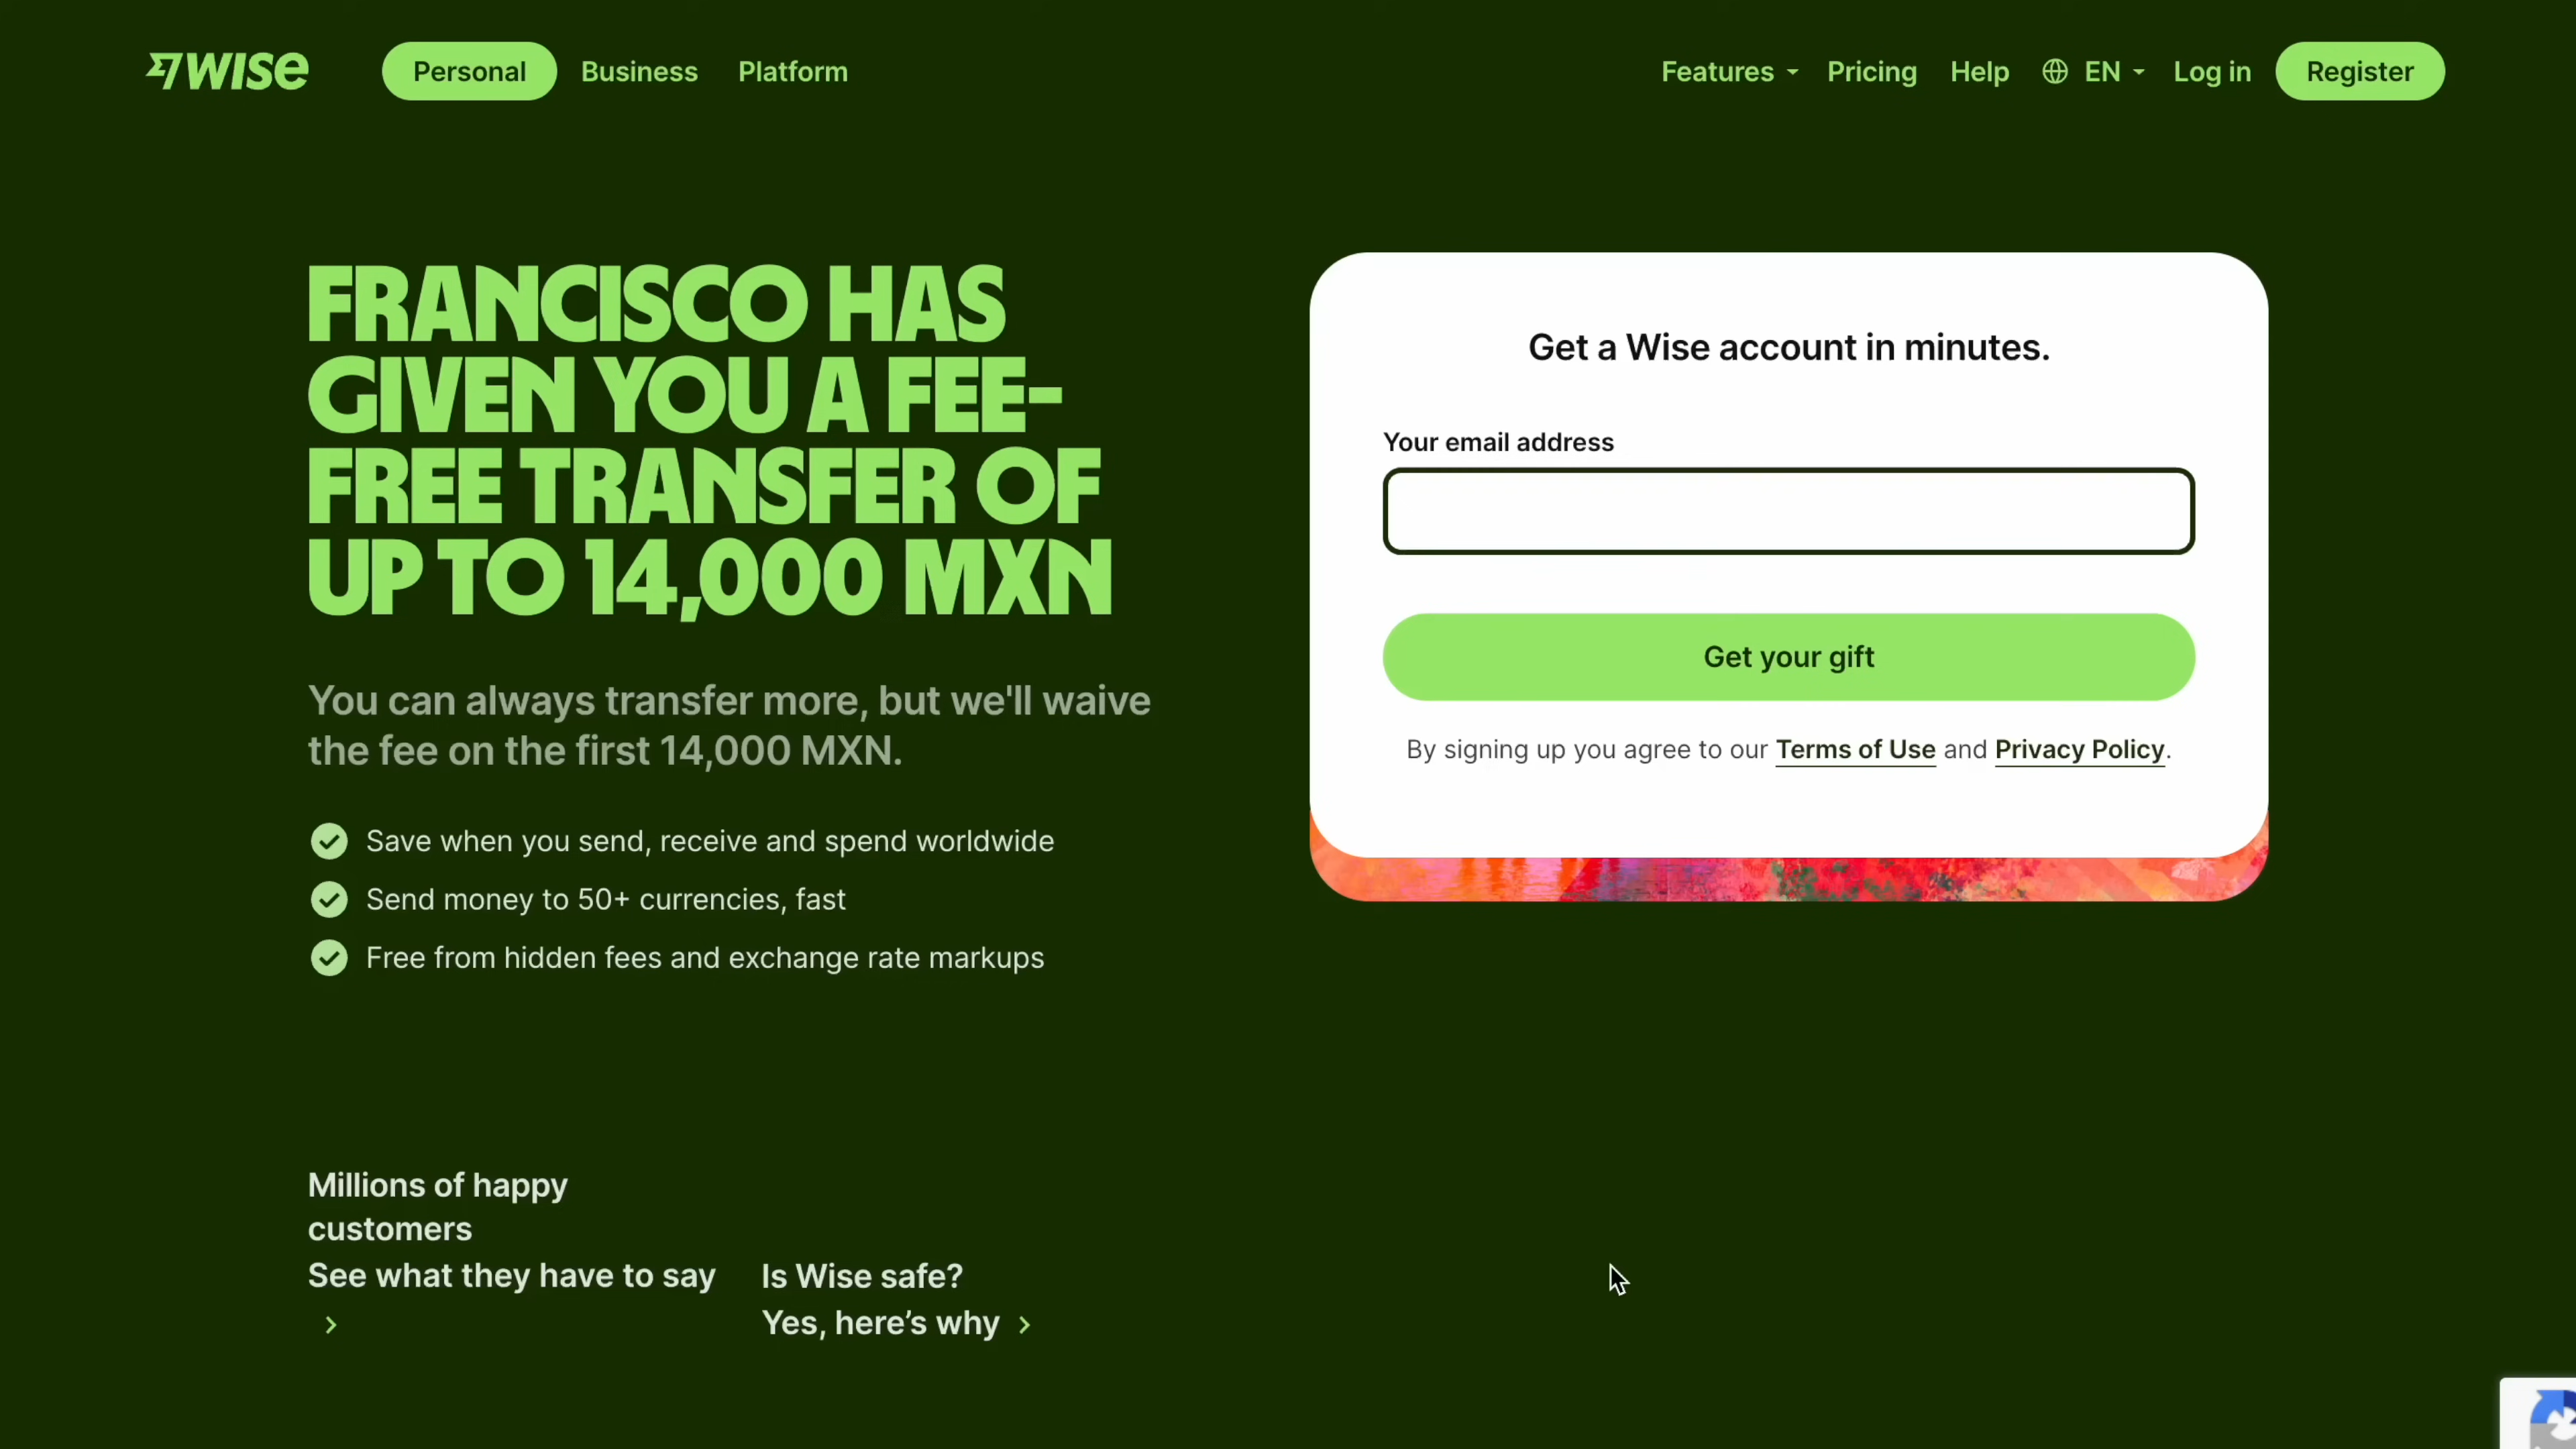 WISE
Personal
Business
Platform
Features
Pricing
Help
EN
Log in
Register
FRANCISCO HAS
GIVEN YOU A FEE-
FREE TRANSFER OF
UP TO 14,000 MXN
You can always transfer more, but we'll waive
the fee on the first 14,000 MXN.
Save when you send, receive and spend worldwide
Send money to 50+ currencies, fast
Free from hidden fees and exchange rate markups
Get a Wise account in minutes.
Your email address
Get your gift
By signing up you agree to our Terms of Use and Privacy Policy.
Millions of happy
customers
See what they have to say
Is Wise safe?
Yes, here’s why